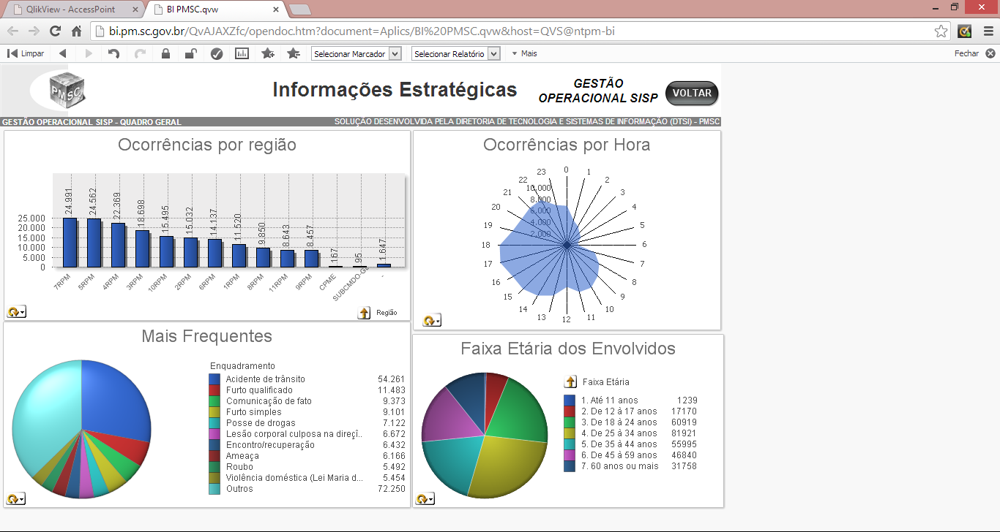 QlikView - AccessPoint
BI PMSC.qvw
bi.pm.sc.gov.br/QvAJAXZfc/opendoc.htm?document=Aplics/BI%20PMSC.qvw&host=QVS@ntpm-bi
Limpar
Selecionar Marcador
Selecionar Relatório
Mais
Fechar
PMSC
Informações Estratégicas
GESTÃO
OPERACIONAL SISP
VOLTAR
GESTÃO OPERACIONAL SISP - QUADRO GERAL
SOLUÇÃO DESENVOLVIDA PELA DIRETORIA DE TECNOLOGIA E SISTEMAS DE INFORMAÇÃO (DTSI) - PMSC
Ocorrências por região
25.000
20.000
15.000
10.000
5.000
0
24.991
24.562
22.369
18.698
15.495
15.032
14.137
11.520
9.850
8.643
8.457
167
95
1.647
7RPM
5RPM
4RPM
3RPM
10RPM
2RPM
6RPM
1RPM
8RPM
11RPM
9RPM
CPME
SUBCMDO-G
-
Região
Ocorrências por Hora
0
1
2
3
4
5
6
7
8
9
10
11
12
13
14
15
16
17
18
19
20
21
22
23
10.000
8.000
6.000
4.000
2.000
Mais Frequentes
Enquadramento
Acidente de trânsito 54.261
Furto qualificado 11.483
Comunicação de fato 9.373
Furto simples 9.101
Posse de drogas 7.122
Lesão corporal culposa na direçî.. 6.672
Encontro/recuperação 6.432
Ameaça 6.166
Roubo 5.492
Violência doméstica (Lei Maria d... 5.454
Outros 72.250
Faixa Etária dos Envolvidos
Faixa Etária
1. Até 11 anos 1239
2. De 12 à 17 anos 17170
3. De 18 à 24 anos 60919
4. De 25 à 34 anos 81921
5. De 35 à 44 anos 55995
6. De 45 à 59 anos 46840
7. 60 anos ou mais 31758